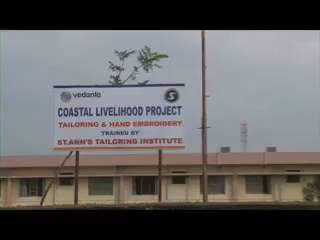 vedanta
COASTAL LIVELIHOOD PROJECT
TAILORING & HAND EMBROIDERY
TRAINED BY
ST.ANN'S TAILORING INSTITUTE